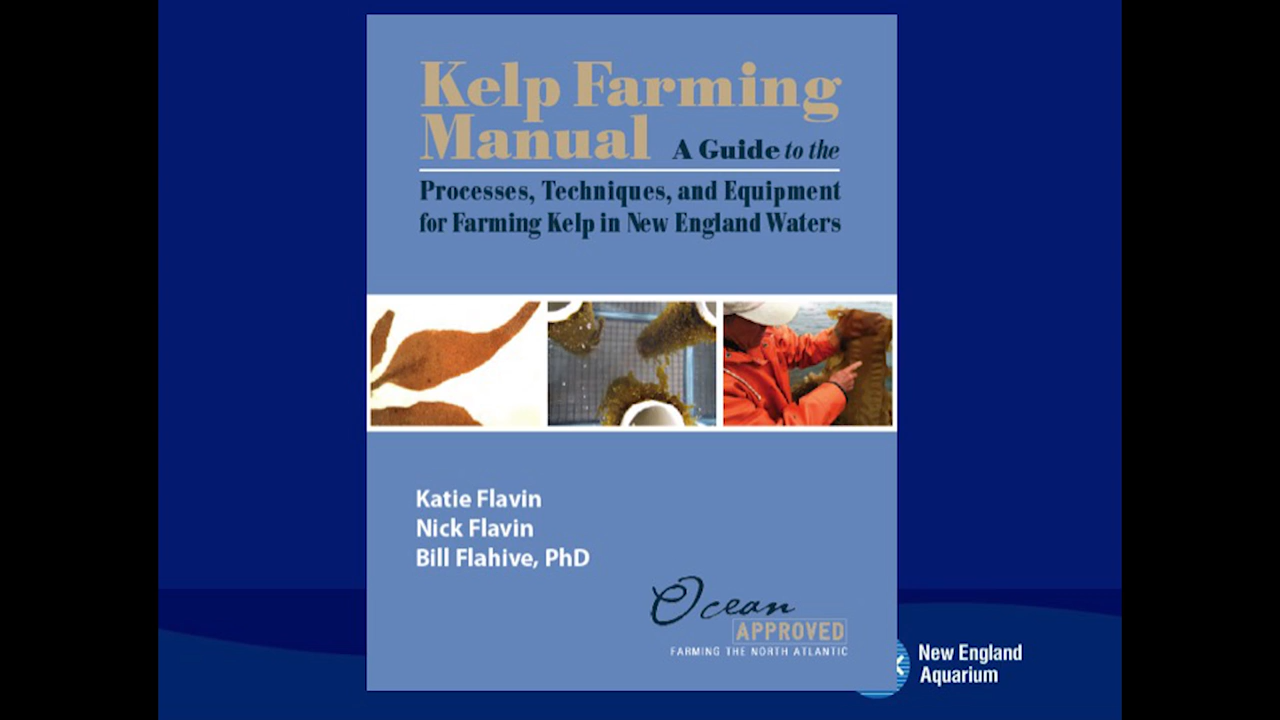 Kelp Farming
Manual A Guide to the
Processes, Techniques, and Equipment
for Farming Kelp in New England Waters
Katie Flavin
Nick Flavin
Bill Flahive, PhD
Ocean
APPROVED
FARMING THE NORTH ATLANTIC
New England
Aquarium